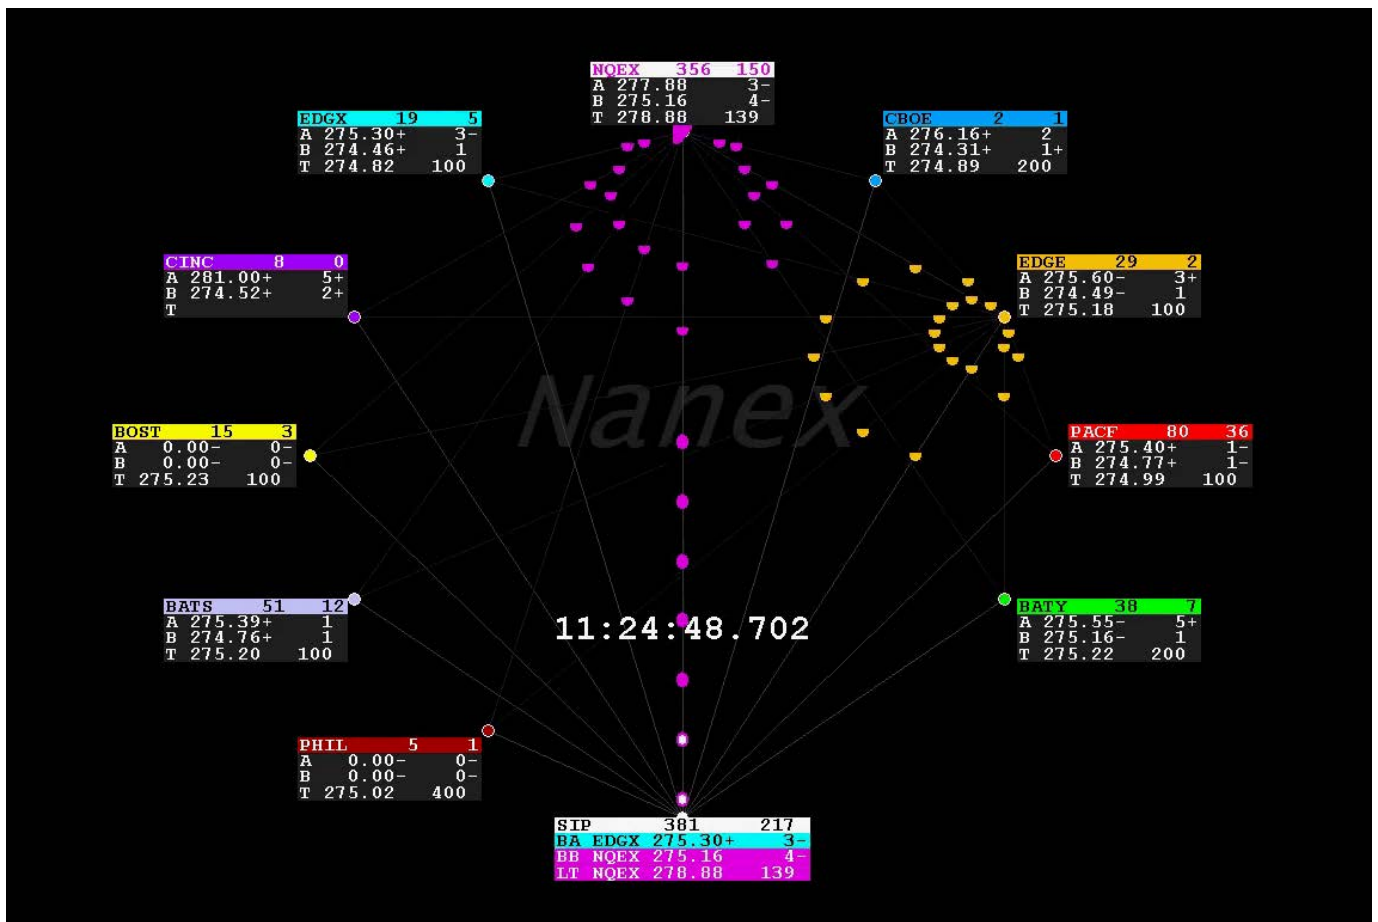 NQEX 356 150
A 277.88 3-
B 275.16 4-
T 278.88 139
EDGX 19 5
A 275.30+ 3-
B 274.46+ 1
T 274.82 100
CBOE 2 1
A 276.16+ 2
B 274.31+ 1+
T 274.89 200
CINC 8 0
A 281.00+ 5+
B 274.52+ 2+
T
EDGE 29 2
A 275.60- 3+
B 274.49- 1
T 275.18 100
Nanex
BOST 15 3
A 0.00- 0-
B 0.00- 0-
T 275.23 100
PACF 80 36
A 275.40+ 1-
B 274.77+ 1-
T 274.99 100
BATS 51 12
A 275.39+ 1
B 274.76+ 1
T 275.20 100
11:24:48.702
BATY 38 7
A 275.55- 5+
B 275.16- 1
T 275.22 200
PHIL 5 1
A 0.00- 0-
B 0.00- 0-
T 275.02 400
SIP 381 217
BA EDGX 275.30+ 3-
BB NQEX 275.16 4-
LT NQEX 278.88 139